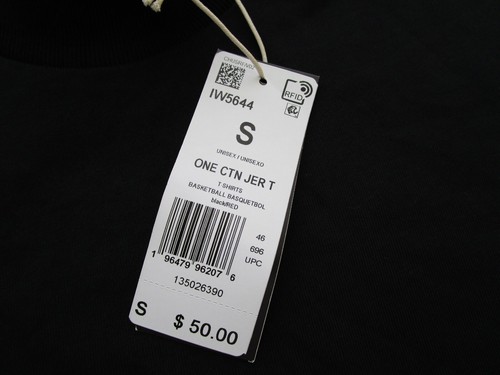 IW5644
RFID
S
UNISEX / UNISEXO
ONE CTN JER T
T-SHIRTS
BASKETBALL BASQUETBOL
black/RED
46
696
UPC
1 96479 96207 6
135026390
S $ 50.00